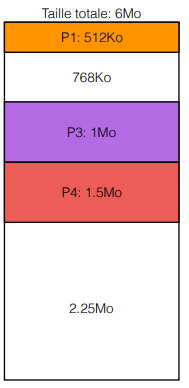 Taille totale: 6Mo
P1: 512Ko
768Ko
P3: 1Mo
P4: 1.5Mo
2.25Mo